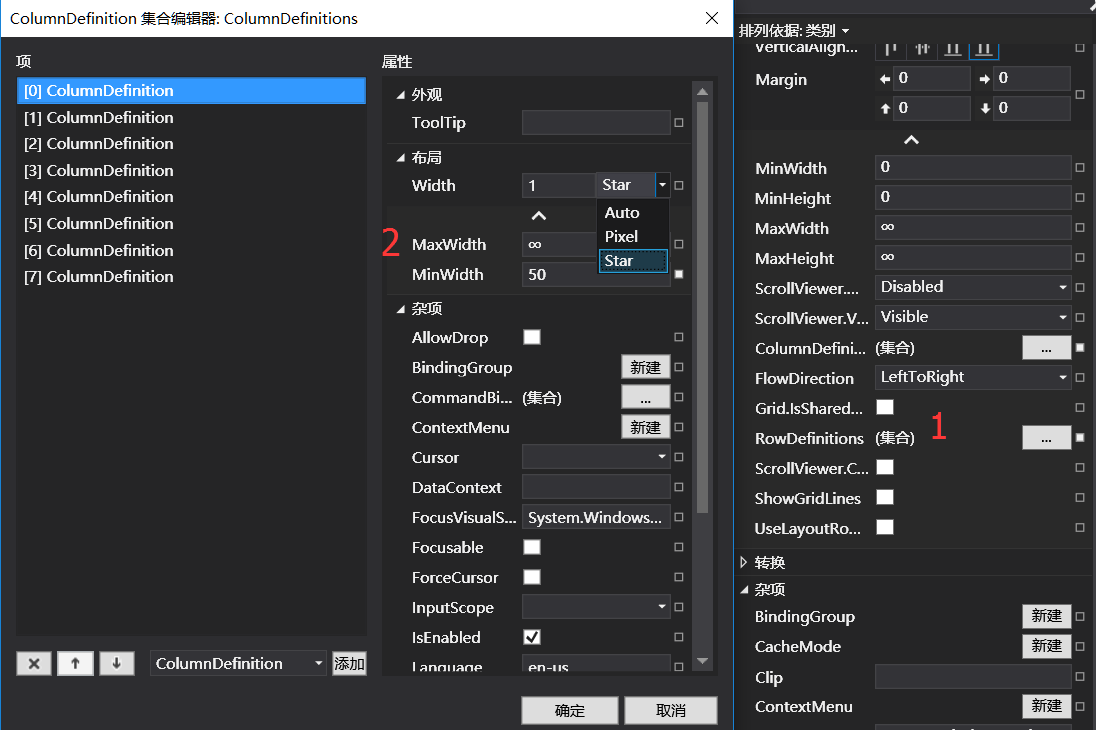 ColumnDefinition 集合编辑器: ColumnDefinitions
项
[0] ColumnDefinition
[1] ColumnDefinition
[2] ColumnDefinition
[3] ColumnDefinition
[4] ColumnDefinition
[5] ColumnDefinition
[6] ColumnDefinition
[7] ColumnDefinition
ColumnDefinition
添加
属性
外观
ToolTip
布局
Width 1 Star
Auto
Pixel
Star
2
MaxWidth ∞
MinWidth 50
杂项
AllowDrop
BindingGroup 新建
CommandBi... (集合) ...
ContextMenu 新建
Cursor
DataContext
FocusVisualS... System.Windows...
Focusable
ForceCursor
InputScope
IsEnabled
Language en-us
确定 取消
排列依据: 类别
VerticalAlign...
Margin 0 0
0 0
MinWidth 0
MinHeight 0
MaxWidth ∞
MaxHeight ∞
ScrollViewer.... Disabled
ScrollViewer.V... Visible
ColumnDefini... (集合) ...
FlowDirection LeftToRight
Grid.IsShared...
1
RowDefinitions (集合) ...
ScrollViewer.C...
ShowGridLines
UseLayoutRo...
转换
杂项
BindingGroup 新建
CacheMode 新建
Clip
ContextMenu 新建